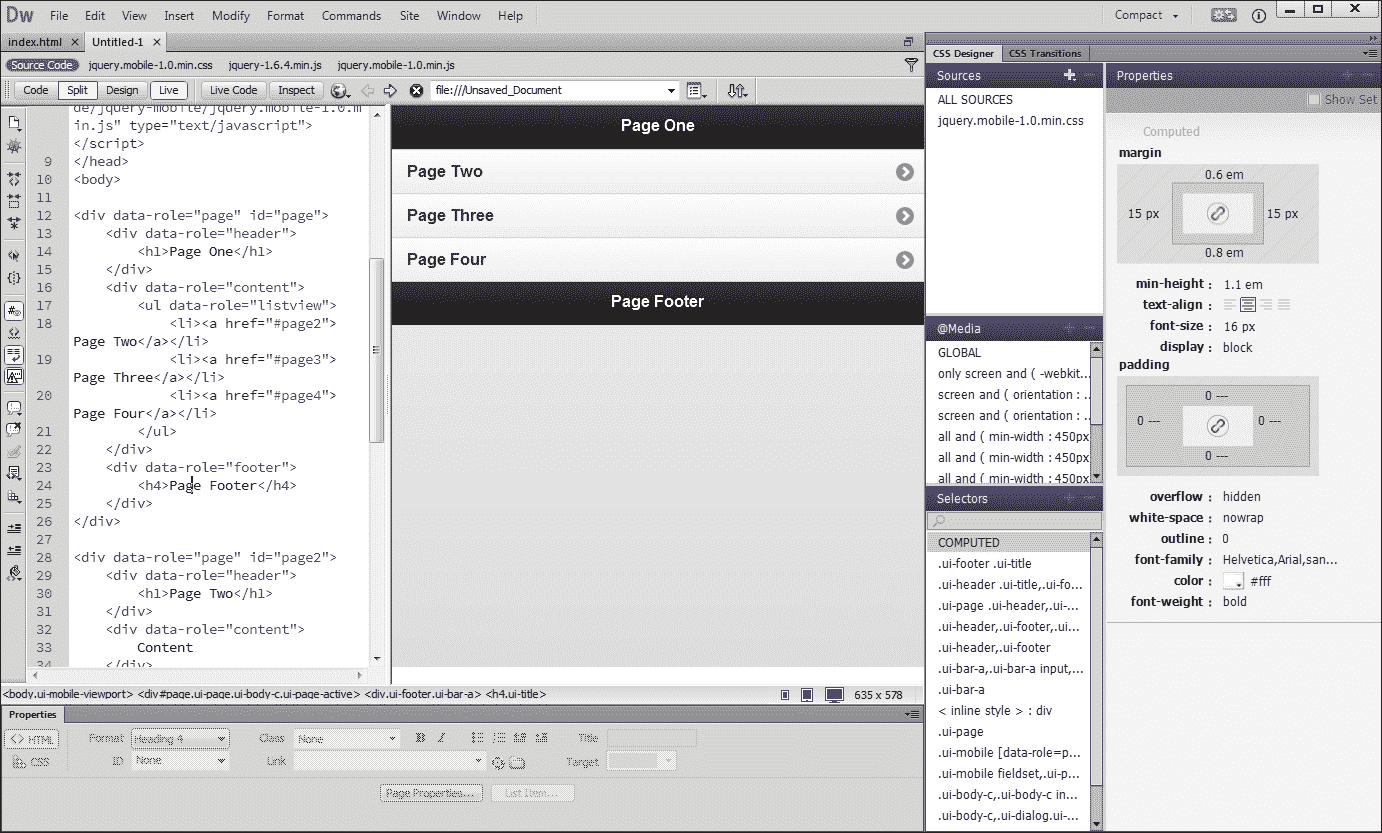 Dw File Edit View Insert Modify Format Commands Site Window Help Compact
index.html Untitled-1
Source Code jquery.mobile-1.0.min.css jquery-1.6.4.min.js jquery.mobile-1.0.min.js
Code Split Design Live Live Code Inspect file:///Unsaved_Document
de/jquery-mobile/jquery.mobile-1.0.m
in.js" type="text/javascript">
</script>
9 </head>
10 <body>
11
12 <div data-role="page" id="page">
13 <div data-role="header">
14 <h1>Page One</h1>
15 </div>
16 <div data-role="content">
17 <ul data-role="listview">
18 <li><a href="#page2">
Page Two</a></li>
19 <li><a href="#page3">
Page Three</a></li>
20 <li><a href="#page4">
Page Four</a></li>
21 </ul>
22 </div>
23 <div data-role="footer">
24 <h4>Page Footer</h4>
25 </div>
26 </div>
27
28 <div data-role="page" id="page2">
29 <div data-role="header">
30 <h1>Page Two</h1>
31 </div>
32 <div data-role="content">
33 Content
34 </div>
Page One
Page Two
Page Three
Page Four
Page Footer
<body.ui-mobile-viewport> <div#page.ui-page.ui-body-c.ui-page-active> <div.ui-footer.ui-bar-a> <h4.ui-title> 635 x 578
Properties
HTML Format Heading 4 Class None B I Title
CSS ID None Link Target
Page Properties... List Item...
CSS Designer CSS Transitions
Sources
ALL SOURCES
jquery.mobile-1.0.min.css
@Media
GLOBAL
only screen and ( -webkit...
screen and ( orientation : ...
screen and ( orientation : ...
all and ( min-width : 450px
all and ( min-width : 450px
all and ( min-width : 450px
Selectors
COMPUTED
.ui-footer .ui-title
.ui-header .ui-title,.ui-fo...
.ui-page .ui-header,.ui-...
.ui-header,.ui-footer,.ui...
.ui-header,.ui-footer
.ui-bar-a,.ui-bar-a input,...
.ui-bar-a
< inline style > : div
.ui-page
.ui-mobile [data-role=p...
.ui-mobile fieldset,.ui-p...
.ui-body-c,.ui-body-c in...
.ui-body-c,.ui-dialog.ui-...
Properties
Show Set
Computed
margin
0.6 em
15 px 15 px
0.8 em
min-height : 1.1 em
text-align :
font-size : 16 px
display : block
padding
0 ---
0 --- 0 ---
0 ---
overflow : hidden
white-space : nowrap
outline : 0
font-family : Helvetica,Arial,san...
color : #fff
font-weight : bold